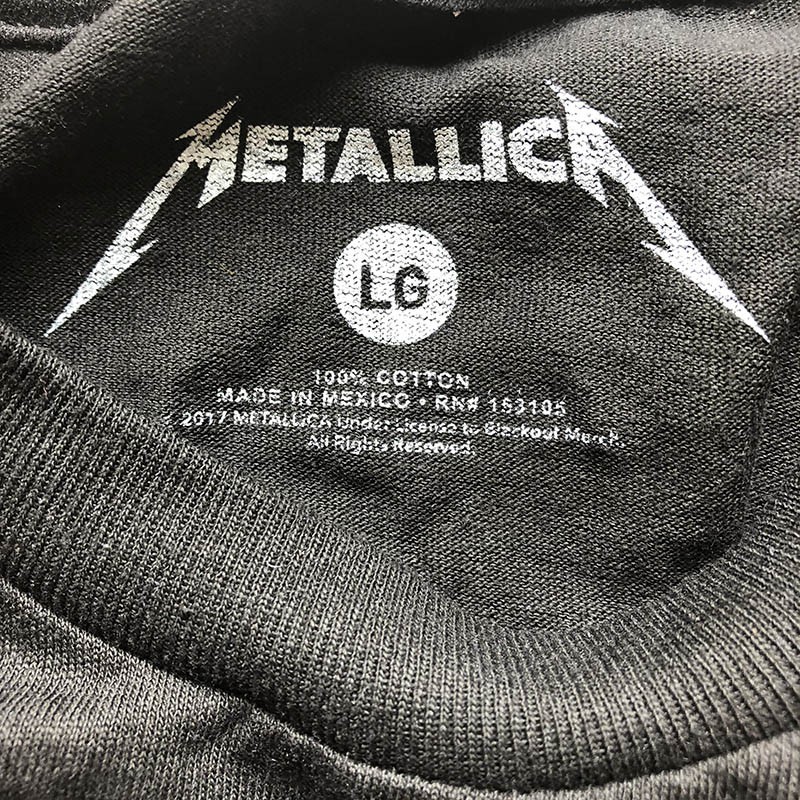 METALLICA
LG
100% COTTON
MADE IN MEXICO • RN# 153105
2017 METALLICA Under License to Blackout Merch.
All Rights Reserved.